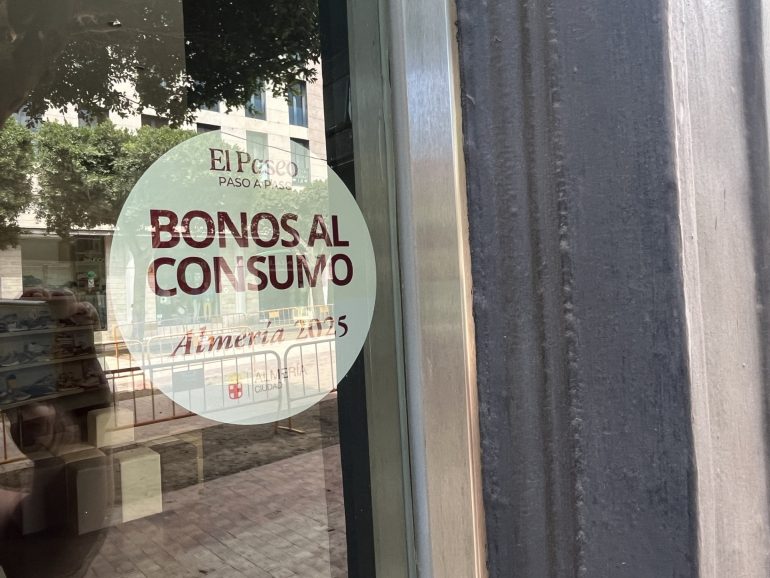 El Paseo
PASO A PASO
BONOS AL
CONSUMO
Almería 2025
ALMERÍA
CIUDAD